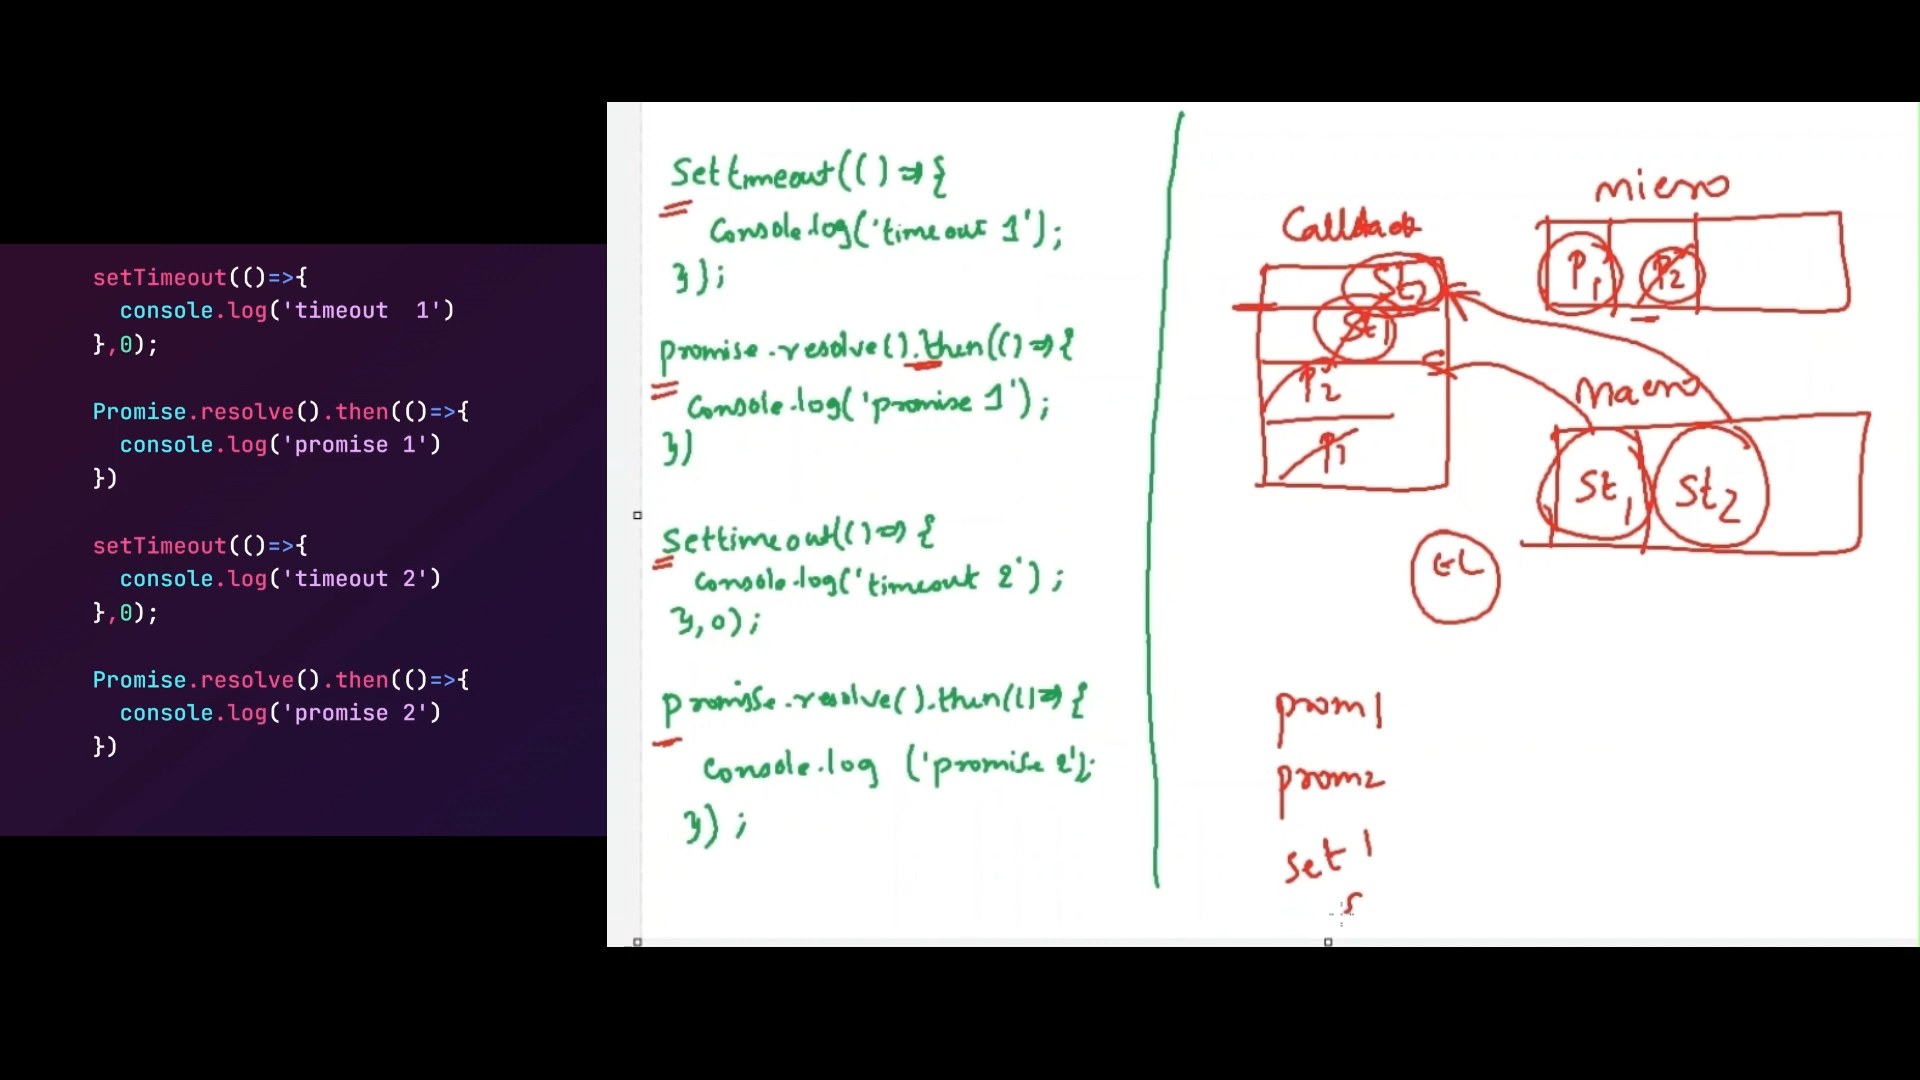 setTimeout(()=>{
console.log('timeout  1')
},0);
Promise.resolve().then(()=>{
console.log('promise 1')
})
setTimeout(()=>{
console.log('timeout 2')
},0);
Promise.resolve().then(()=>{
console.log('promise 2')
})
Settimeout(() => {
Console.log('timeout 1');
});
promise.resolve().then(() => {
Console.log('promise 1');
})
Settimeout(() => {
Console.log('timeout 2');
},0);
promise.resolve().then(() => {
Console.log ('promise 2');
});
Callstack
St2
St1
P2
P1
micro
P1 P2
Macro
St1 St2
EL
prom1
prom2
set 1
s